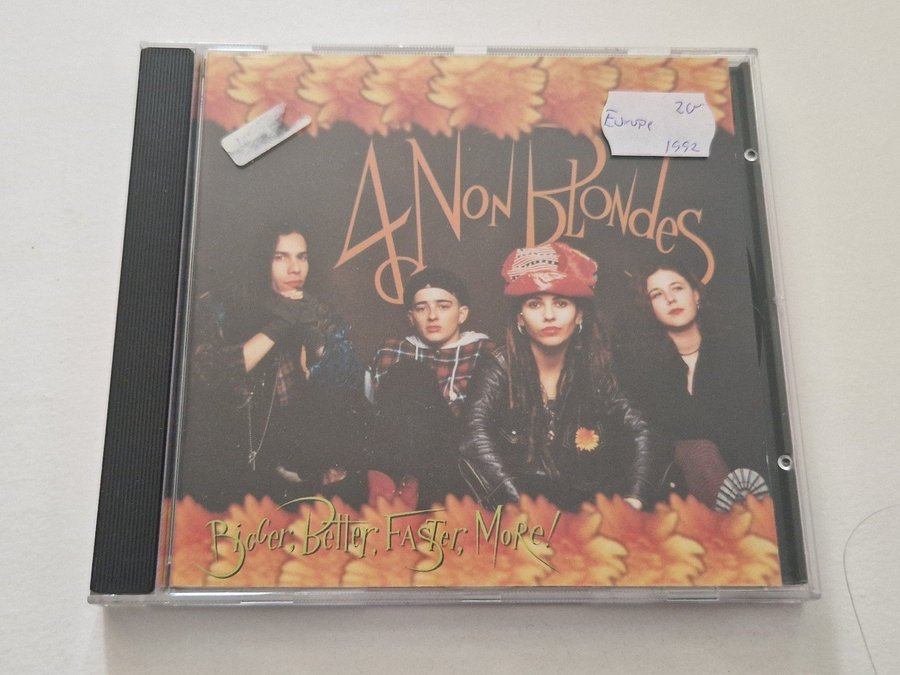 Europe 20
1992
4 Non Blondes
Bigger, Better, Faster, More!